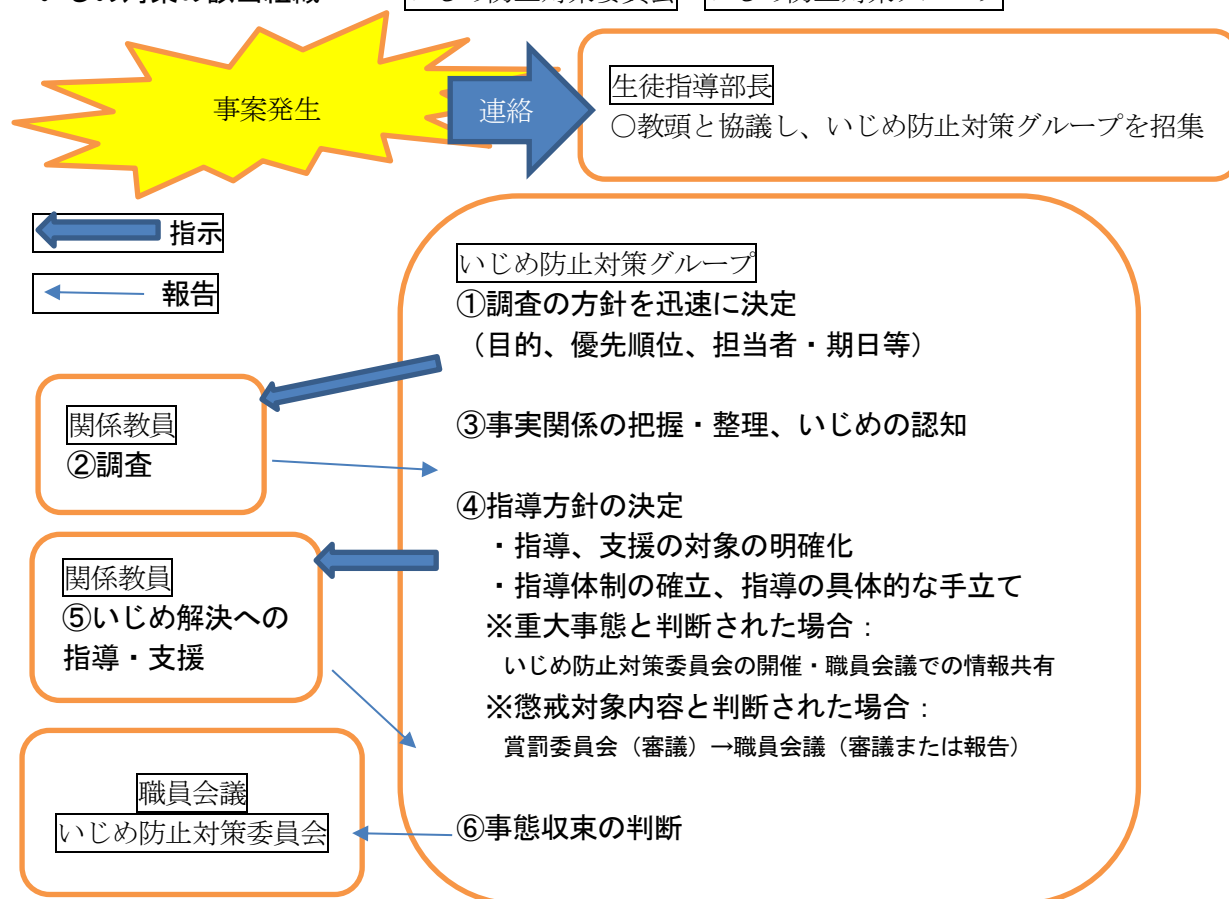 事案発生
連絡
生徒指導部長
○教頭と協議し、いじめ防止対策グループを招集
指示
報告
いじめ防止対策グループ
①調査の方針を迅速に決定
（目的、優先順位、担当者・期日等）
関係教員
②調査
③事実関係の把握・整理、いじめの認知
④指導方針の決定
・指導、支援の対象の明確化
・指導体制の確立、指導の具体的な手立て
※重大事態と判断された場合：
いじめ防止対策委員会の開催・職員会議での情報共有
※懲戒対象内容と判断された場合：
賞罰委員会（審議）→職員会議（審議または報告）
関係教員
⑤いじめ解決への
指導・支援
⑥事態収束の判断
職員会議
いじめ防止対策委員会